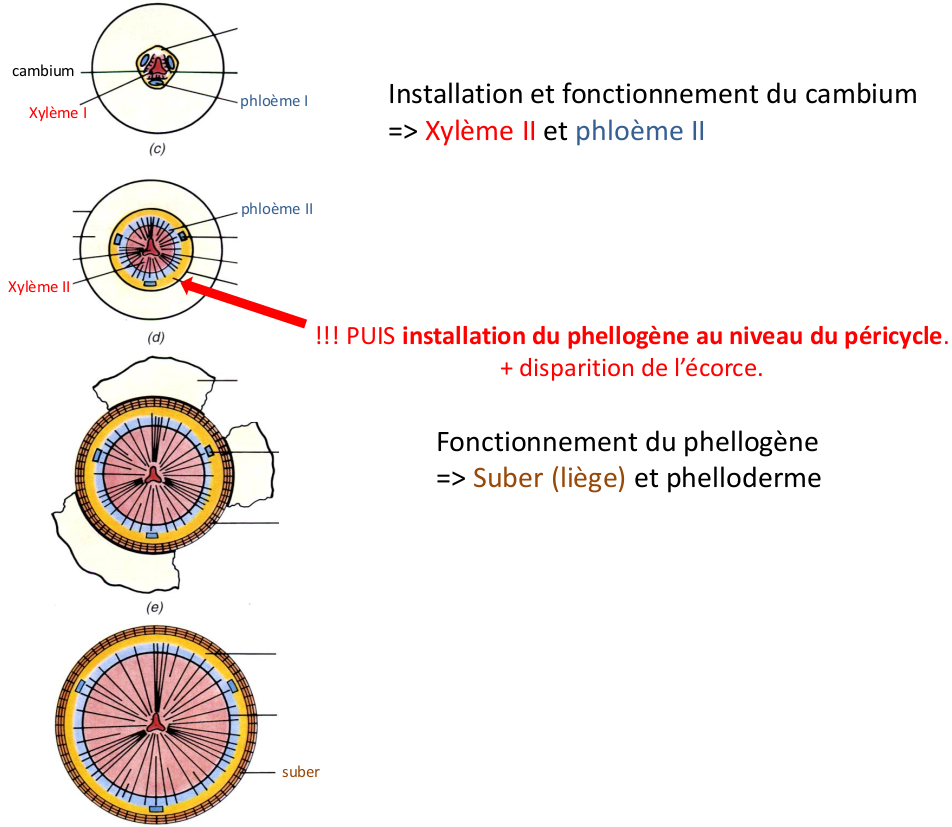 cambium
Xylème I
phloème I
(c)
Installation et fonctionnement du cambium
=> Xylème II et phloème II
phloème II
Xylème II
(d)
!!! PUIS installation du phellogène au niveau du péricycle.
+ disparition de l’écorce.
Fonctionnement du phellogène
=> Suber (liège) et phelloderme
(e)
suber